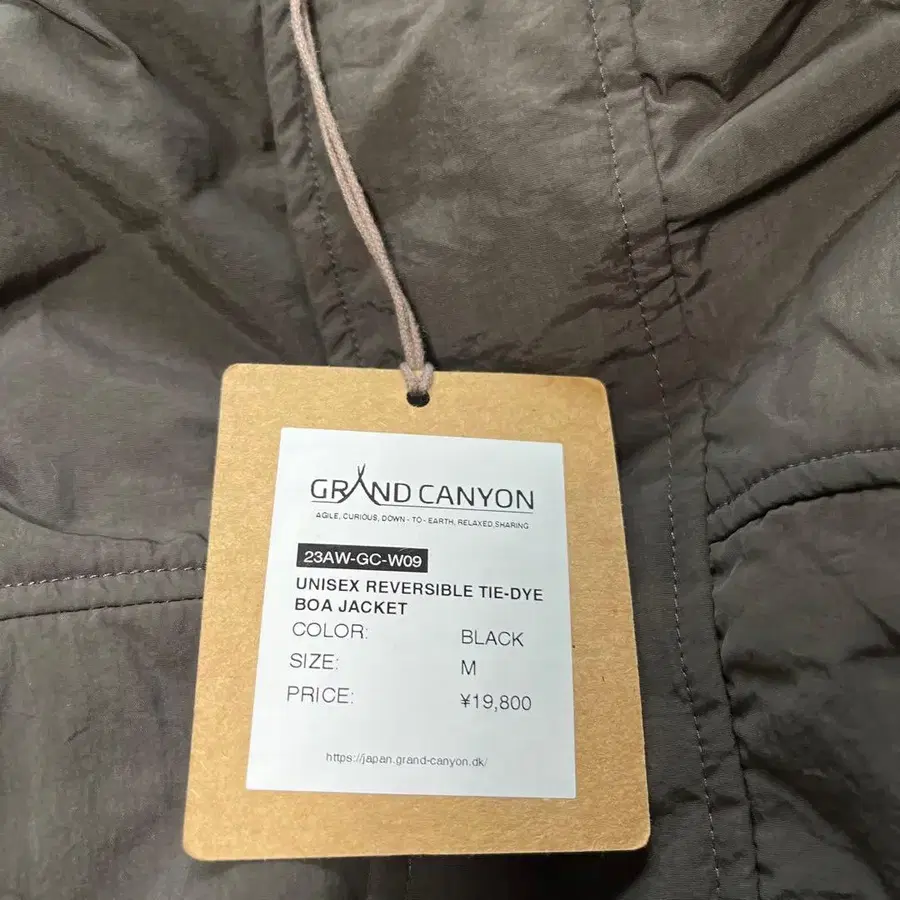 GRAND CANYON
AGILE, CURIOUS, DOWN - TO - EARTH, RELAXED, SHARING
23AW-GC-W09
UNISEX REVERSIBLE TIE-DYE
BOA JACKET
COLOR: BLACK
SIZE: M
PRICE: ¥19,800
https://japan.grand-canyon.dk/